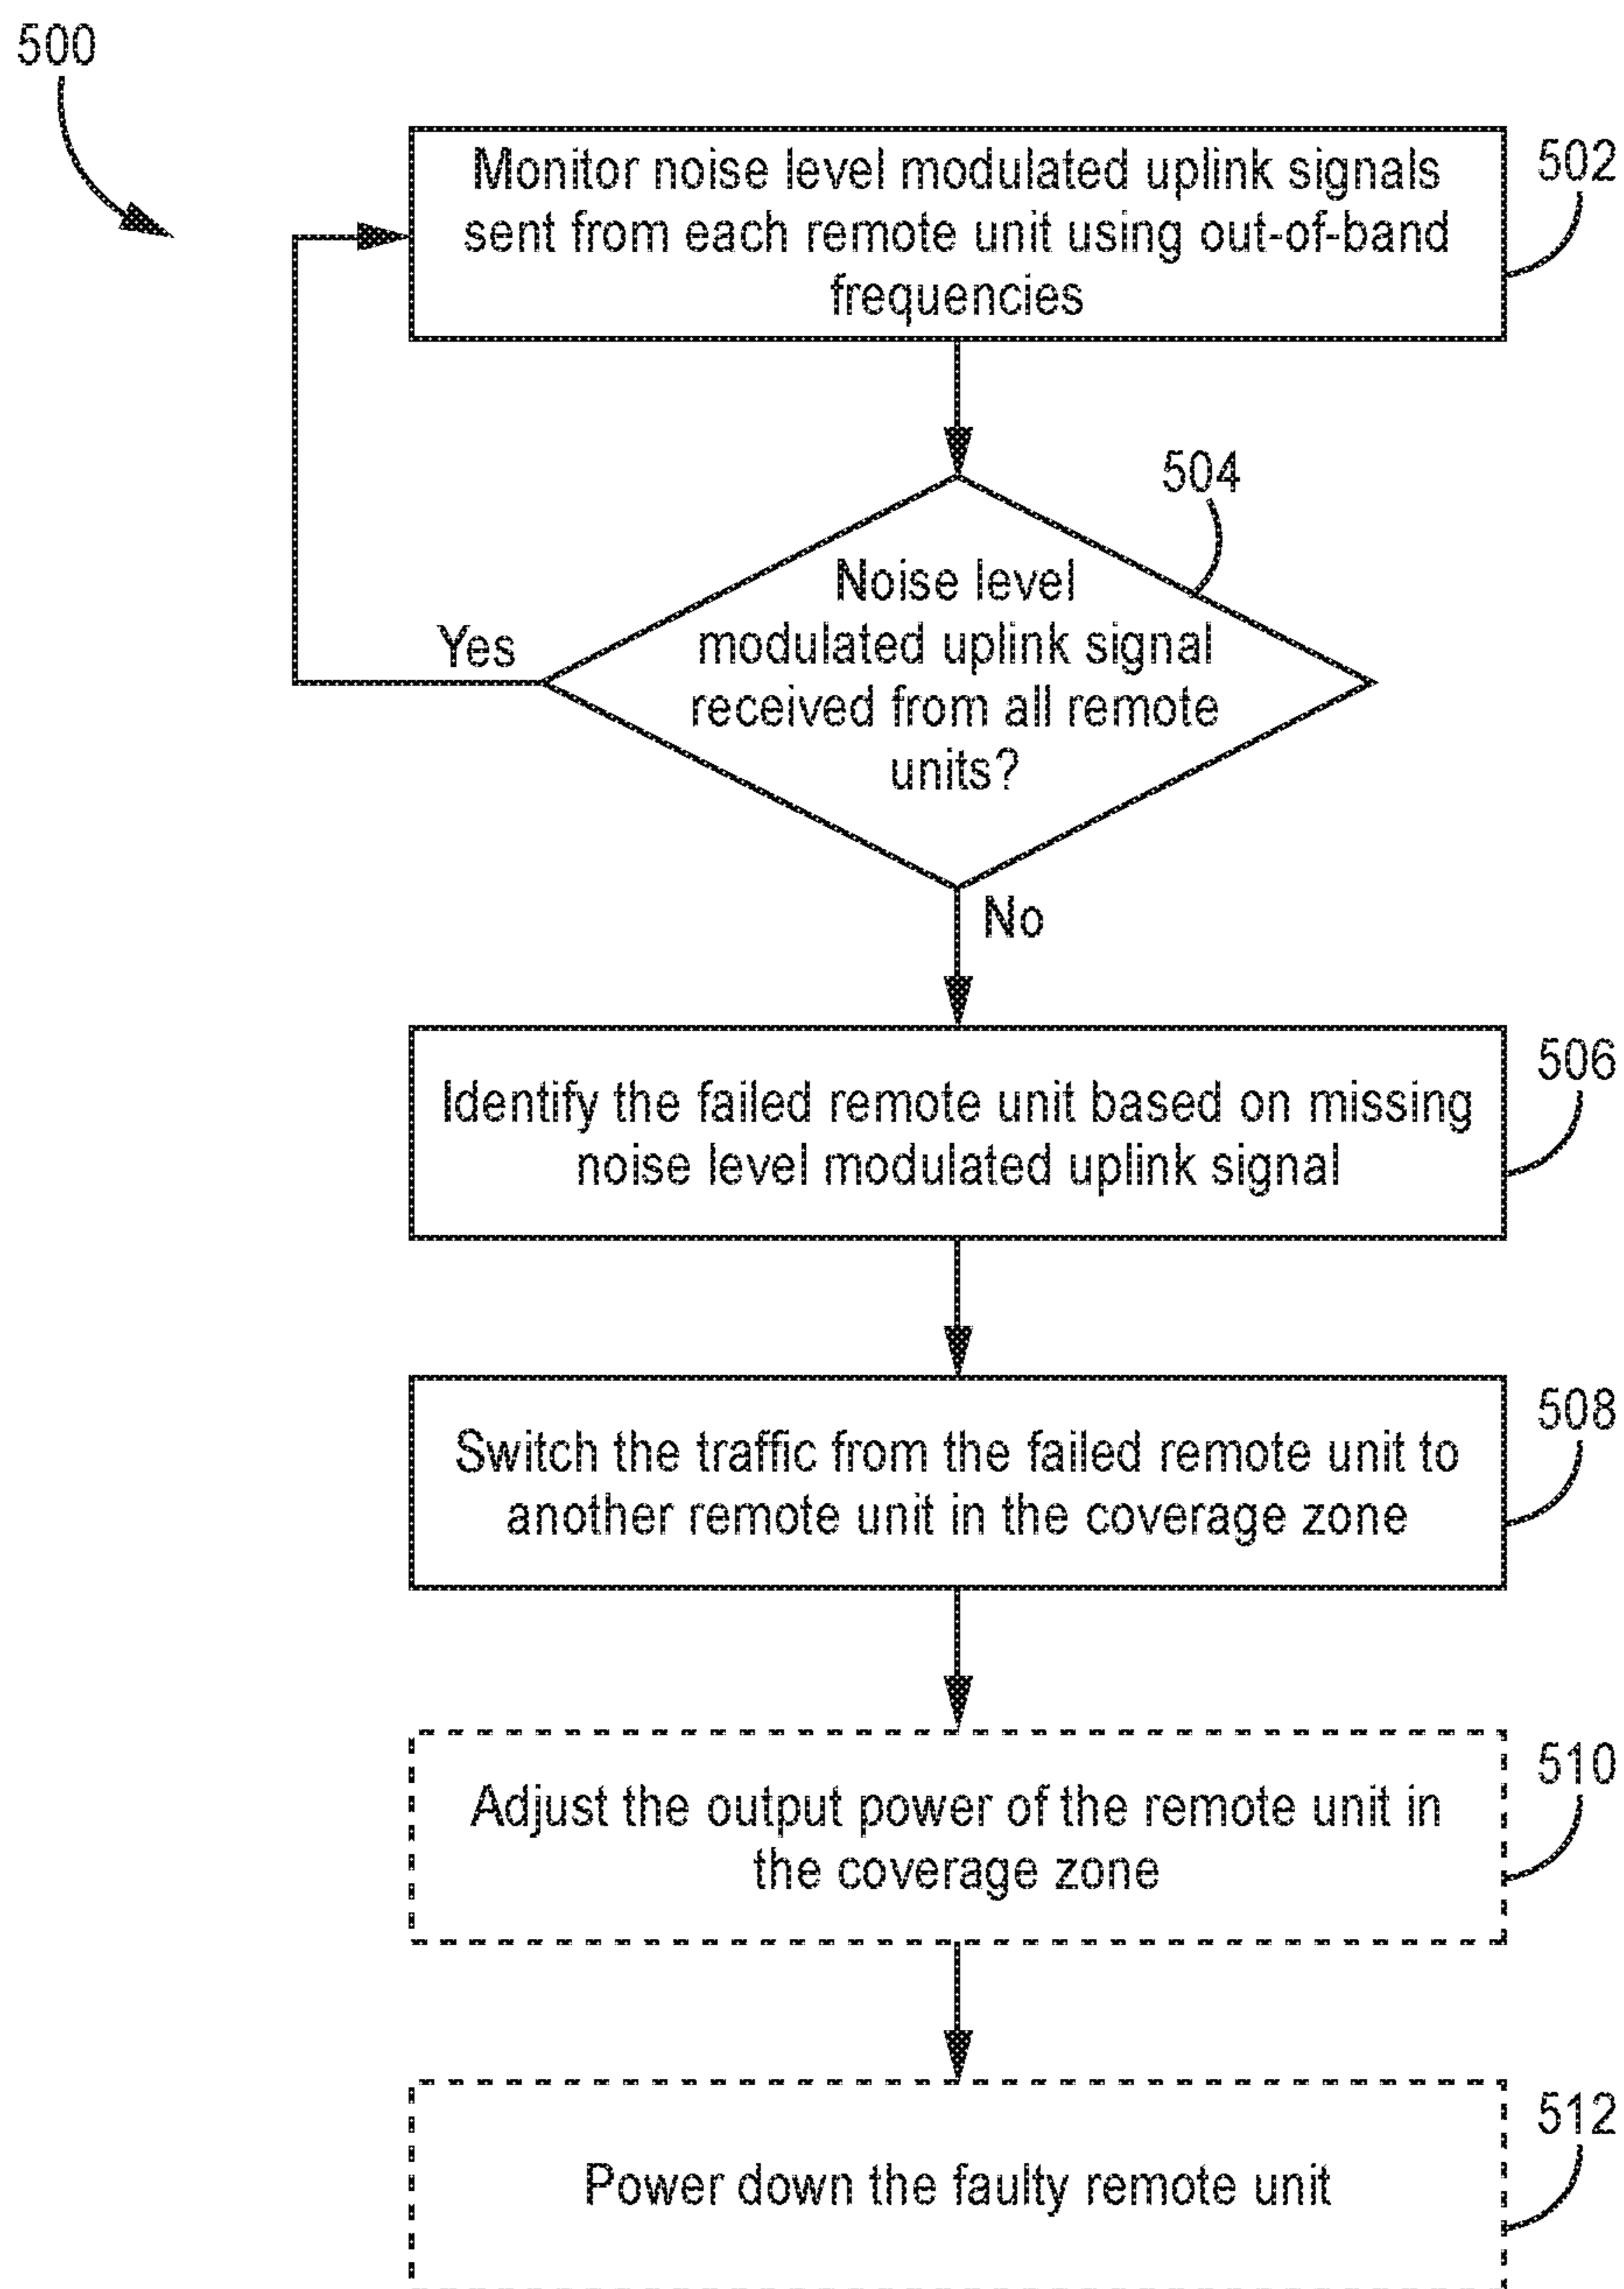 500
Monitor noise level modulated uplink signals
sent from each remote unit using out-of-band
frequencies
502
504
Noise level
modulated uplink signal
received from all remote
units?
Yes
No
Identify the failed remote unit based on missing
noise level modulated uplink signal
506
Switch the traffic from the failed remote unit to
another remote unit in the coverage zone
508
Adjust the output power of the remote unit in
the coverage zone
510
Power down the faulty remote unit
512